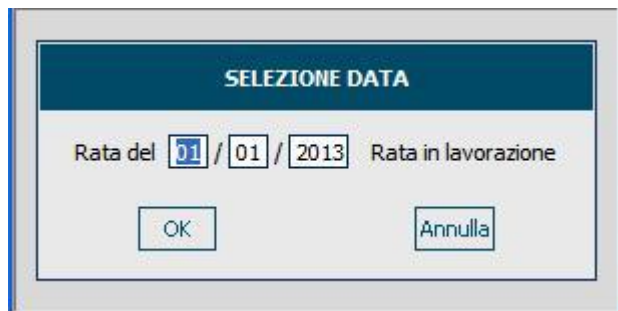 SELEZIONE DATA
Rata del 01 / 01 / 2013 Rata in lavorazione
OK Annulla